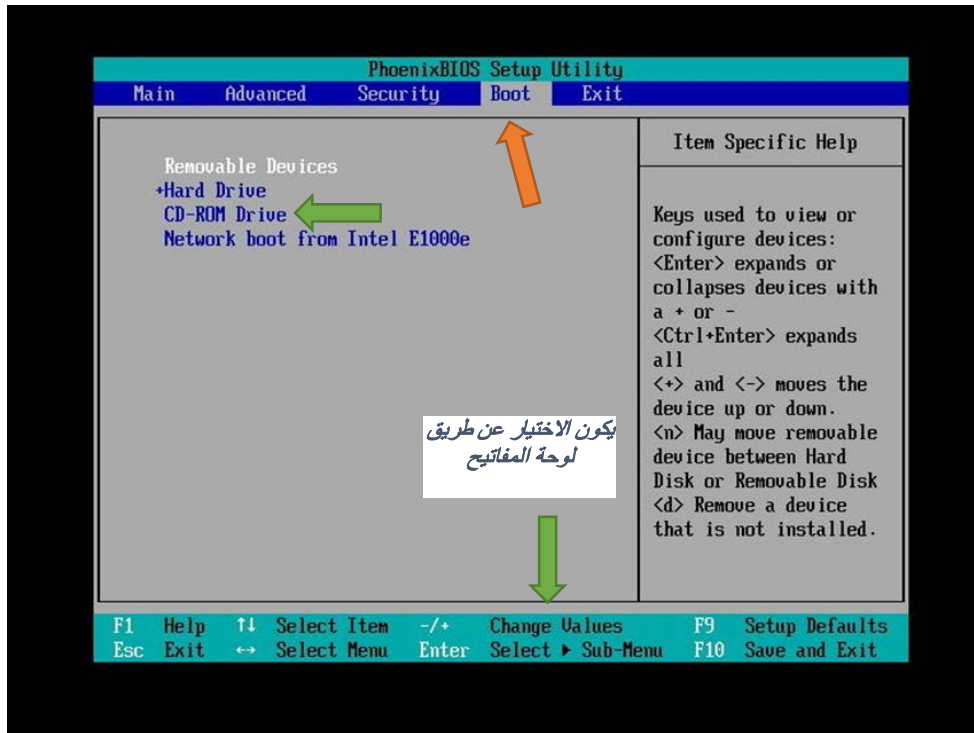 PhoenixBIOS Setup Utility
Main Advanced Security Boot Exit
Removable Devices
+Hard Drive
CD-ROM Drive
Network boot from Intel E1000e
يكون الاختيار عن طريق
لوحة المفاتيح
Item Specific Help
Keys used to view or
configure devices:
<Enter> expands or
collapses devices with
a + or -
<Ctrl+Enter> expands
all
<+> and <-> moves the
device up or down.
<n> May move removable
device between Hard
Disk or Removable Disk
<d> Remove a device
that is not installed.
F1 Help ↑↓ Select Item -/+ Change Values F9 Setup Defaults
Esc Exit ↔ Select Menu Enter Select ▶ Sub-Menu F10 Save and Exit